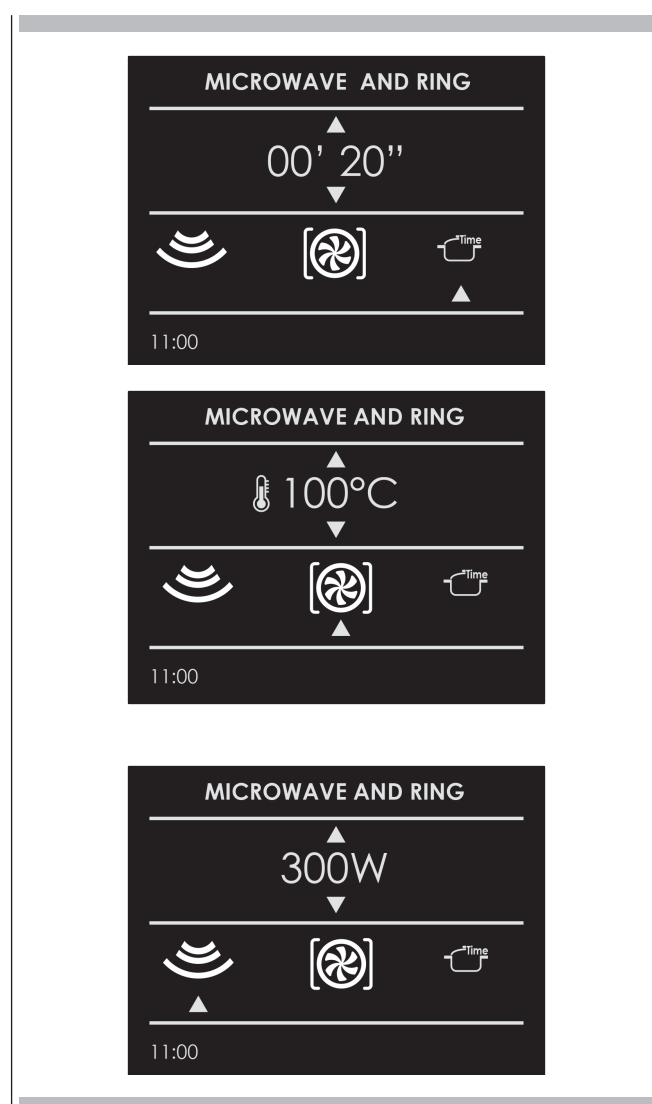 MICROWAVE AND RING
00’ 20’’
Time
11:00
MICROWAVE AND RING
100°C
Time
11:00
MICROWAVE AND RING
300W
Time
11:00